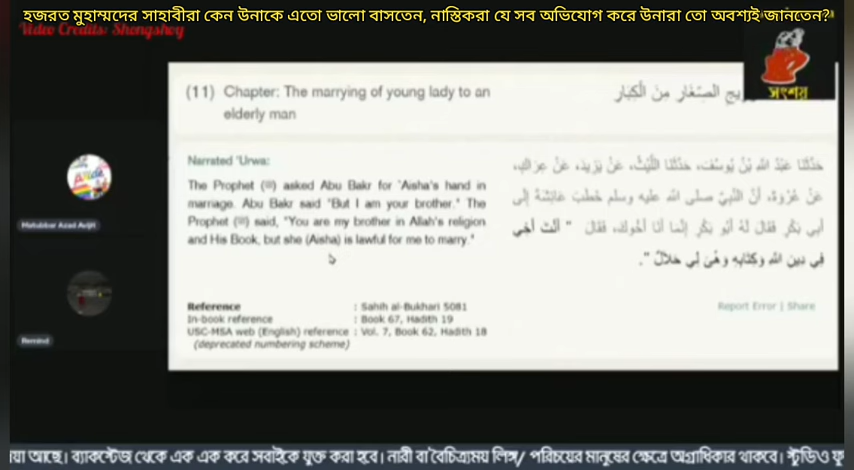 হজরত মুহাম্মদের সাহাবীরা কেন উনাকে এতো ভালো বাসতেন, নাস্তিকরা যে সব অভিযোগ করে উনারা তো অবশ্যই জানতেন?
Video Credits: Shongshoy
সংশয়
(11) Chapter: The marrying of young lady to an
elderly man
الصِّغَارِ مِنَ الْكِبَارِ
Narrated 'Urwa:
The Prophet (ﷺ) asked Abu Bakr for `Aisha's hand in
marriage. Abu Bakr said "But I am your brother." The
Prophet (ﷺ) said, "You are my brother in Allah's religion
and His Book, but she (Aisha) is lawful for me to marry."
حَدَّثَنَا عَبْدُ اللَّهِ بْنُ يُوسُفَ، حَدَّثَنَا اللَّيْثُ، عَنْ يَزِيدَ، عَنْ عِرَاكٍ،
عَنْ عُرْوَةَ، أَنَّ النَّبِيَّ صلى الله عليه وسلم خَطَبَ عَائِشَةَ إِلَى
أَبِي بَكْرٍ فَقَالَ لَهُ أَبُو بَكْرٍ إِنَّمَا أَنَا أَخُوكَ، فَقَالَ " أَنْتَ أَخِي
فِي دِينِ اللَّهِ وَكِتَابِهِ وَهْىَ لِي حَلاَلٌ ".
Reference : Sahih al-Bukhari 5081
In-book reference : Book 67, Hadith 19
USC-MSA web (English) reference : Vol. 7, Book 62, Hadith 18
(deprecated numbering scheme)
Report Error | Share
Remind
আছে। ব্যাকস্টেজ থেকে এক এক করে সবাইকে যুক্ত করা হবে। নারী বা বৈচিত্র্যময় লিঙ্গ/ পরিচয়ের মানুষের ক্ষেত্রে অগ্রাধিকার থাকবে। স্টুডিও